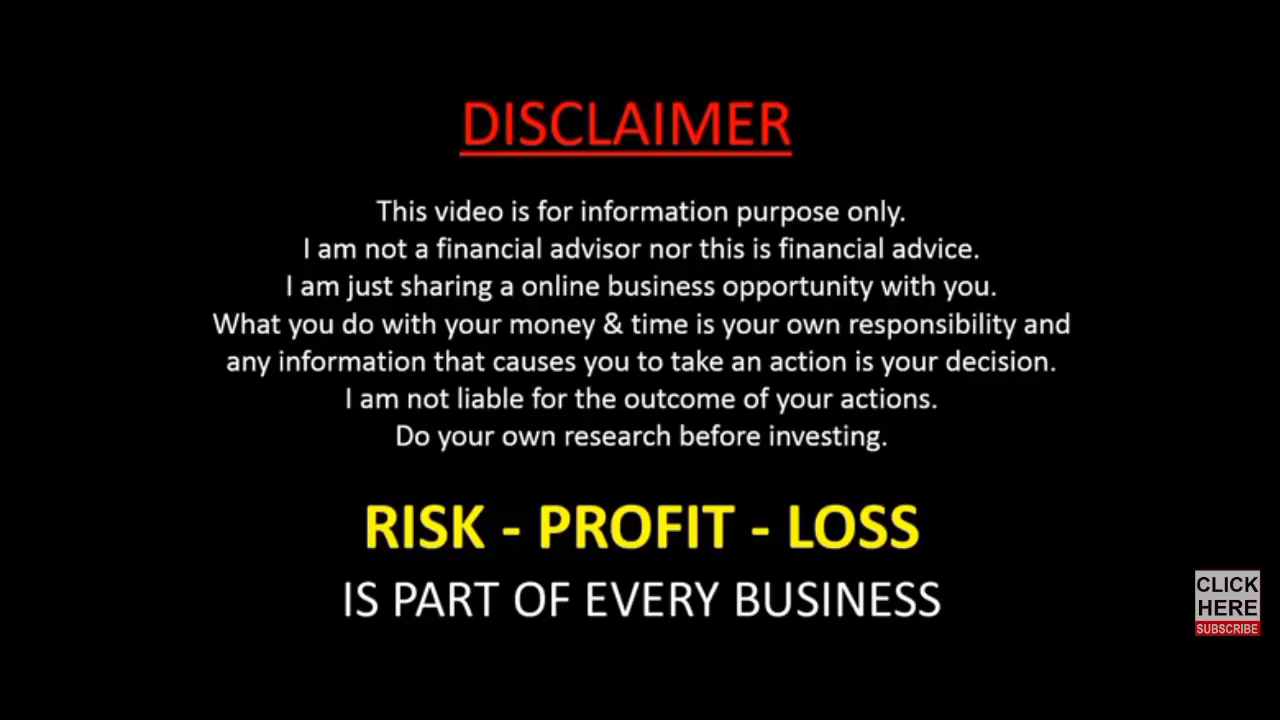 DISCLAIMER
This video is for information purpose only.
I am not a financial advisor nor this is financial advice.
I am just sharing a online business opportunity with you.
What you do with your money & time is your own responsibility and
any information that causes you to take an action is your decision.
I am not liable for the outcome of your actions.
Do your own research before investing.
RISK - PROFIT - LOSS
IS PART OF EVERY BUSINESS
CLICK
HERE
SUBSCRIBE